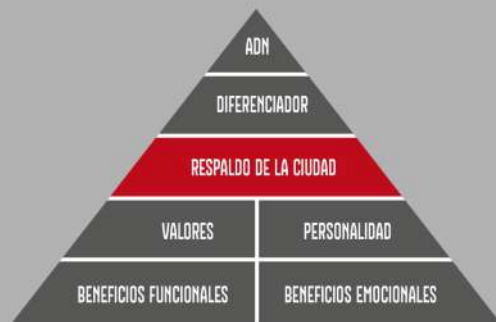 ADN
DIFERENCIADOR
RESPALDO DE LA CIUDAD
VALORES
PERSONALIDAD
BENEFICIOS FUNCIONALES
BENEFICIOS EMOCIONALES